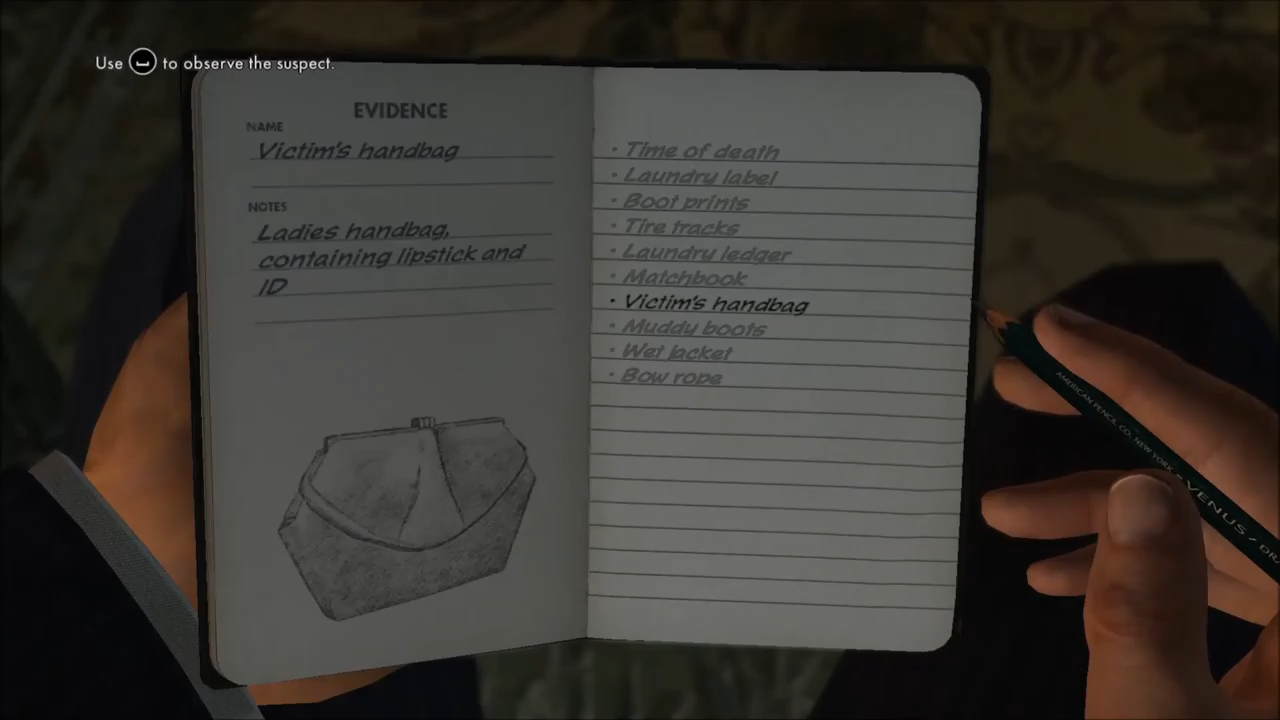 Use to observe the suspect.
EVIDENCE
NAME
Victim's handbag
NOTES
Ladies handbag,
containing lipstick and
ID
• Time of death
• Laundry label
• Boot prints
• Tire tracks
• Laundry ledger
• Matchbook
• Victim's handbag
• Muddy boots
• Wet jacket
• Bow rope
AMERICAN PENCIL CO. NEW YORK VENUS / DRA